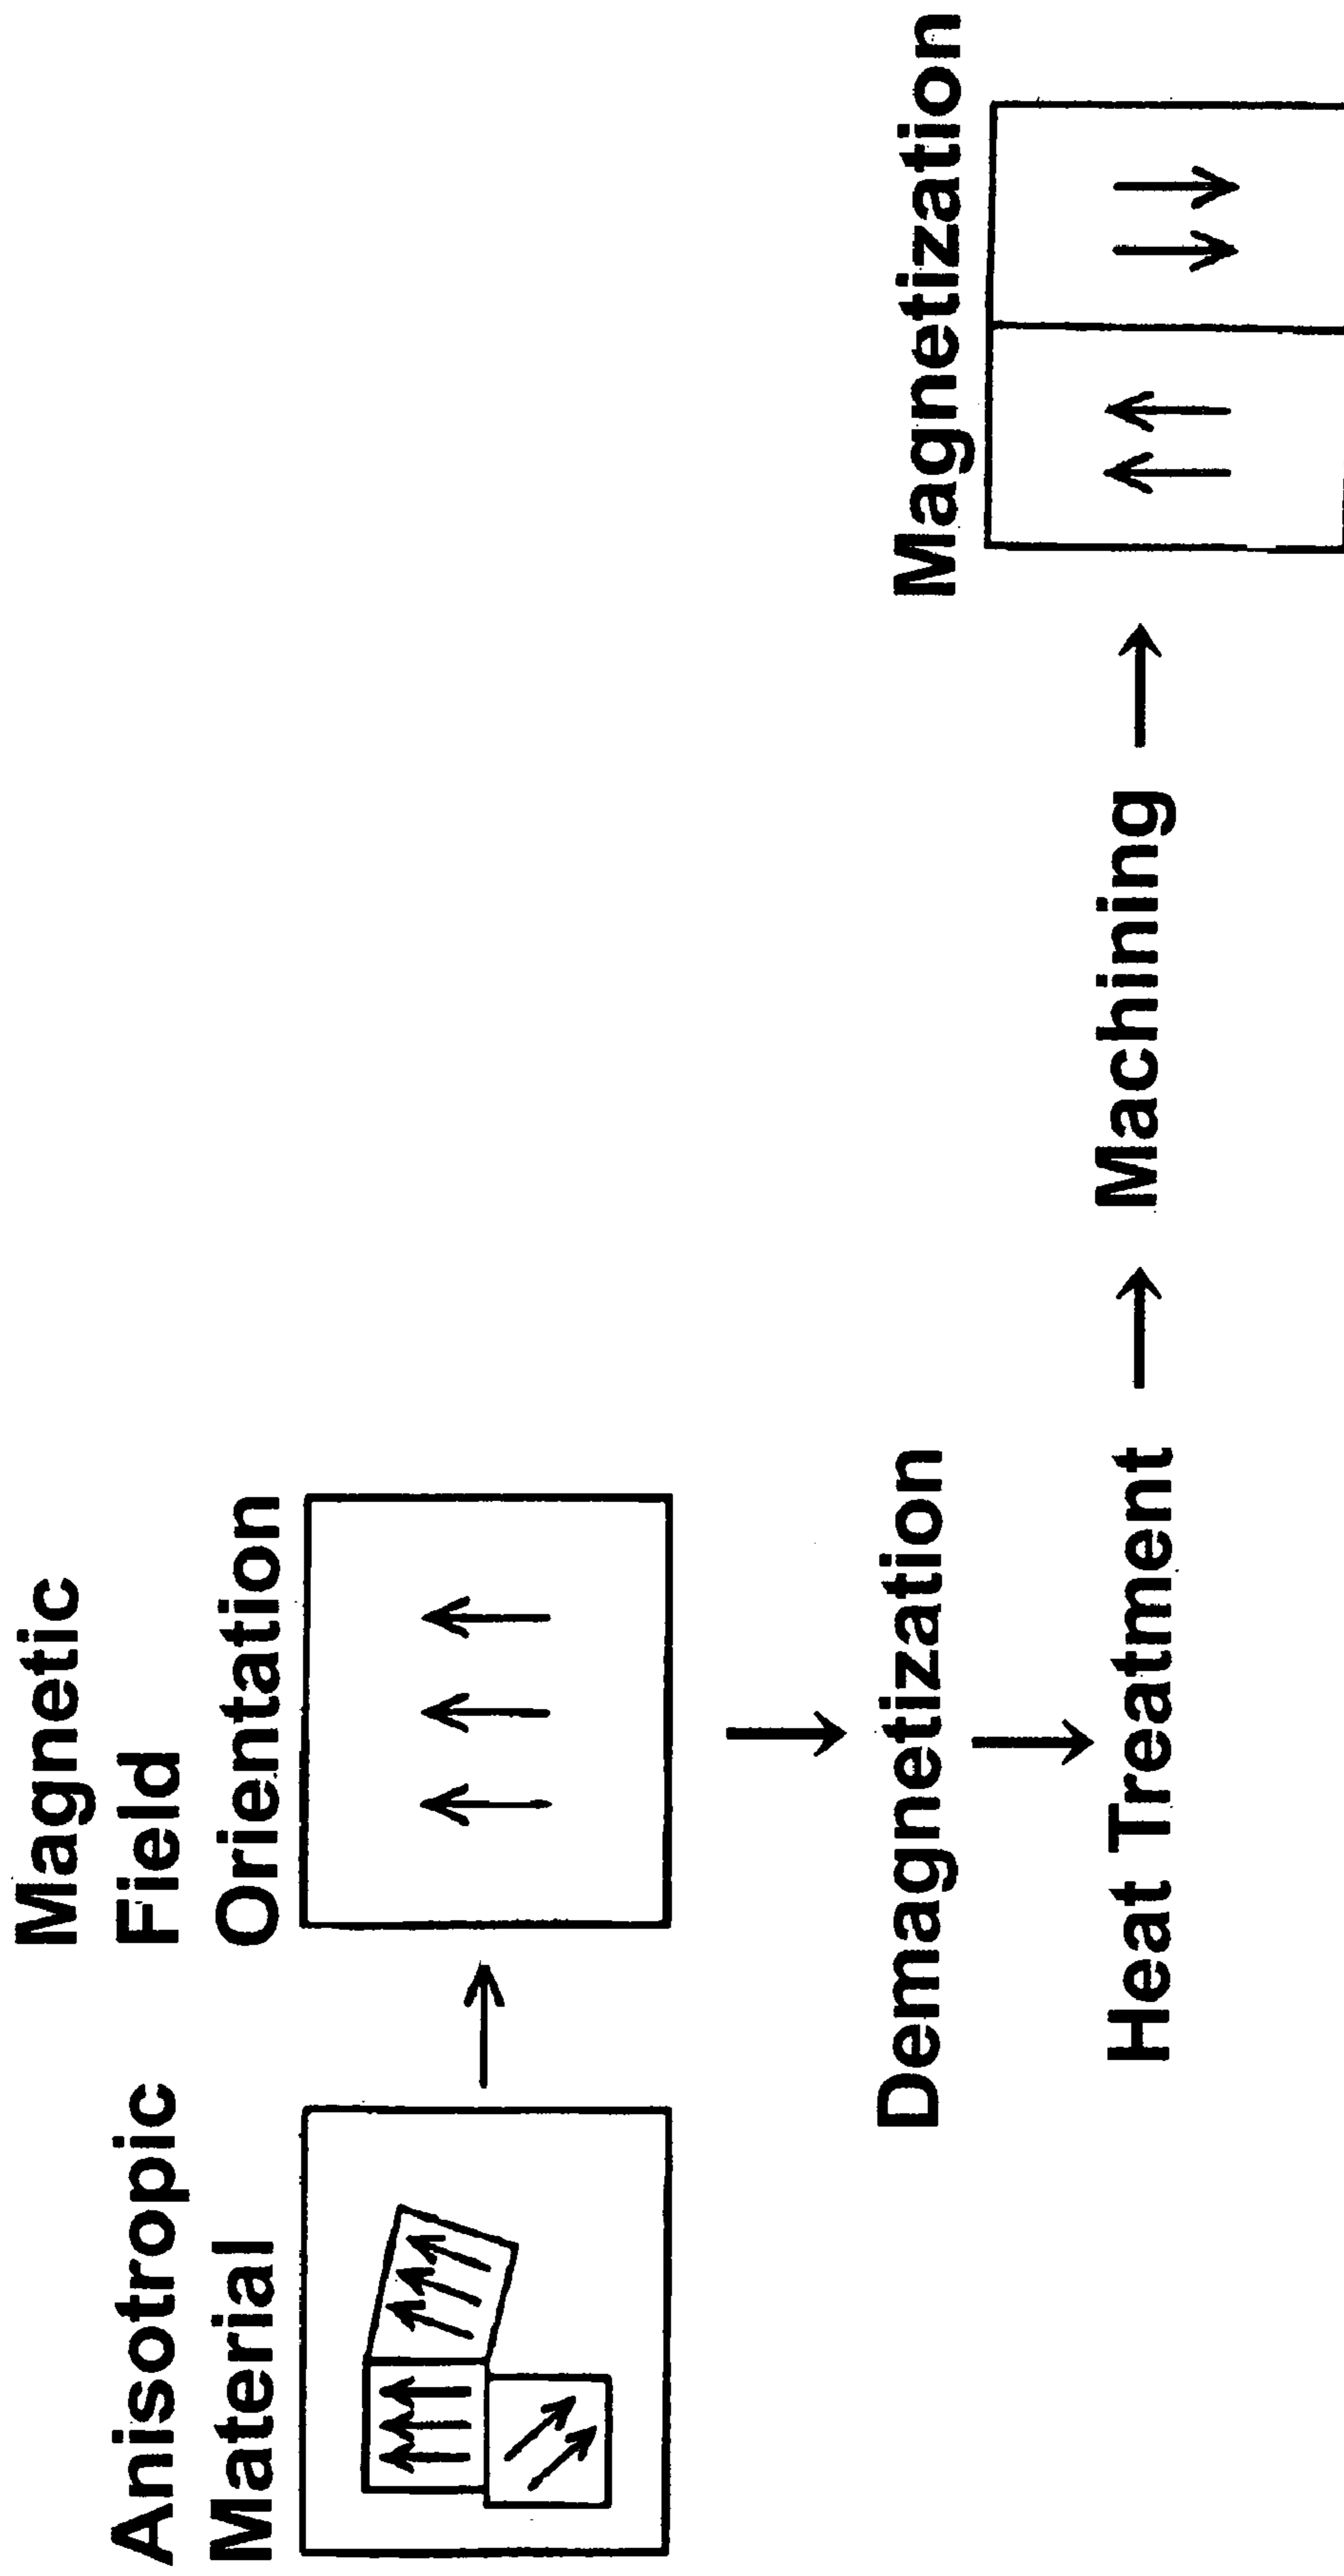 Anisotropic
Material
Magnetic
Field
Orientation
Demagnetization
Heat Treatment
Machining
Magnetization